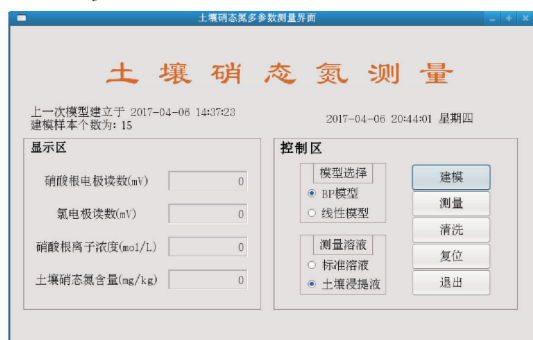 土壤硝态氮多参数测量界面
土壤硝态氮测量
上一次模型建立于 2017-04-06 14:37:23
建模样本个数为: 15
2017-04-06 20:44:01 星期四
显示区
硝酸根电极读数(mV) 0
氯电极读数(mV) 0
硝酸根离子浓度(mol/L) 0
土壤硝态氮含量(mg/kg) 0
控制区
模型选择
BP模型
线性模型
测量溶液
标准溶液
土壤浸提液
建模
测量
清洗
复位
退出